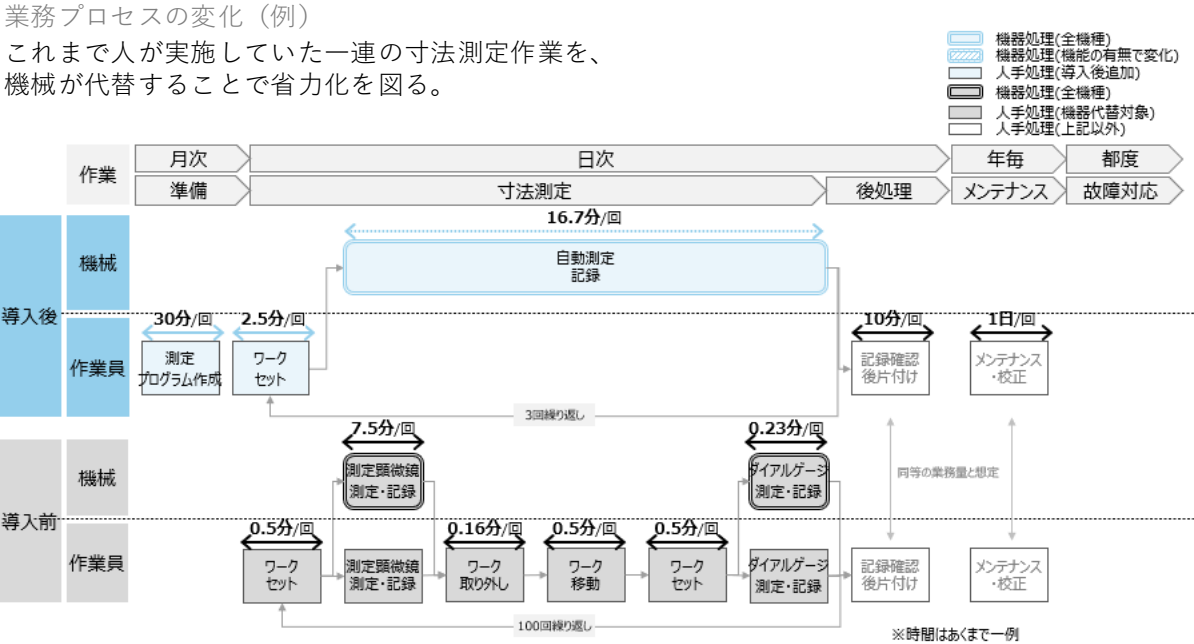 業務プロセスの変化（例）
これまで人が実施していた一連の寸法測定作業を、
機械が代替することで省力化を図る。
機器処理(全機種)
機器処理(機能の有無で変化)
人手処理(導入後追加)
機器処理(全機種)
人手処理(機器代替対象)
人手処理(上記以外)
作業
月次
日次
年毎
都度
準備
寸法測定
後処理
メンテナンス
故障対応
導入後
機械
16.7分/回
自動測定
記録
作業員
30分/回
2.5分/回
10分/回
1日/回
測定
プログラム作成
ワーク
セット
記録確認
後片付け
メンテナンス
・校正
3回繰り返し
導入前
機械
7.5分/回
0.23分/回
測定顕微鏡
測定・記録
ダイアルゲージ
測定・記録
同等の業務量と想定
作業員
0.5分/回
0.16分/回
0.5分/回
0.5分/回
ワーク
セット
測定顕微鏡
測定・記録
ワーク
取り外し
ワーク
移動
ワーク
セット
ダイアルゲージ
測定・記録
記録確認
後片付け
メンテナンス
・校正
100回繰り返し
※時間はあくまで一例